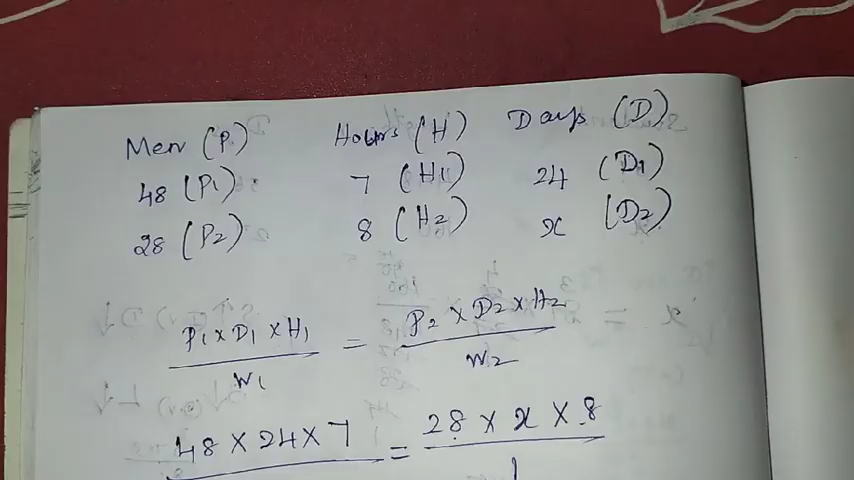 Men (P) Hours (H) Days (D)
48 (P1) 7 (H1) 24 (D1)
28 (P2) 8 (H2) x (D2)
P1 x D1 x H1 / W1 = P2 x D2 x H2 / W2
48 x 24 x 7 = 28 x x x 8 / 1